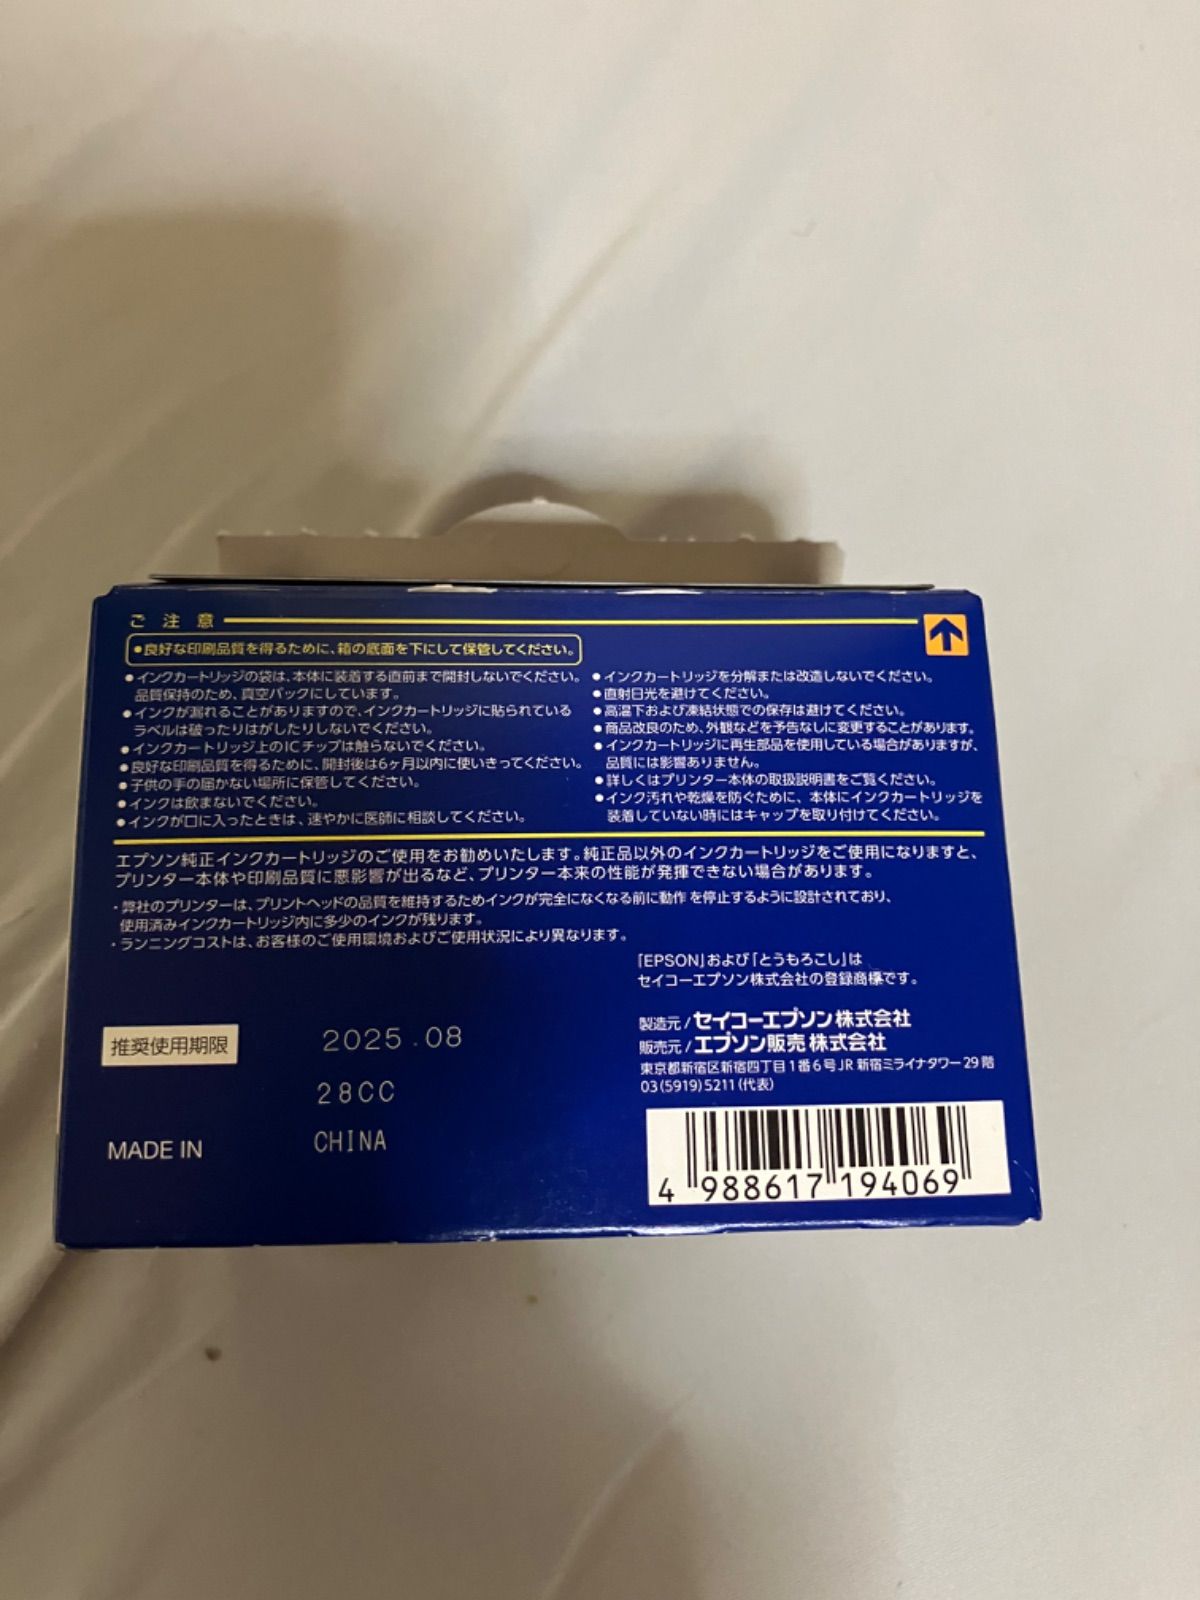 ご注意
●良好な印刷品質を得るために、箱の底面を下にして保管してください。
●インクカートリッジの袋は、本体に装着する直前まで開封しないでください。
品質保持のため、真空パックにしています。
●インクが漏れることがありますので、インクカートリッジに貼られている
ラベルは破ったりはがしたりしないでください。
●インクカートリッジ上のICチップは触らないでください。
●良好な印刷品質を得るために、開封後は6ヶ月以内に使いきってください。
●子供の手の届かない場所に保管してください。
●インクは飲まないでください。
●インクが口に入ったときは、速やかに医師に相談してください。
●インクカートリッジを分解または改造しないでください。
●直射日光を避けてください。
●高温下および凍結状態での保存は避けてください。
●商品改良のため、外観などを予告なしに変更することがあります。
●インクカートリッジに再生部品を使用している場合がありますが、
品質には影響ありません。
●詳しくはプリンター本体の取扱説明書をご覧ください。
●インク汚れや乾燥を防ぐために、本体にインクカートリッジを
装着していない時にはキャップを取り付けてください。
エプソン純正インクカートリッジのご使用をお勧めいたします。純正品以外のインクカートリッジをご使用になりますと、
プリンター本体や印刷品質に悪影響が出るなど、プリンター本来の性能が発揮できない場合があります。
・弊社のプリンターは、プリントヘッドの品質を維持するためインクが完全になくなる前に動作を停止するように設計されており、
使用済みインクカートリッジ内に多少のインクが残ります。
・ランニングコストは、お客様のご使用環境およびご使用状況により異なります。
「EPSON」および「とうもろこし」は
セイコーエプソン株式会社の登録商標です。
製造元/セイコーエプソン株式会社
販売元/エプソン販売株式会社
東京都新宿区新宿四丁目1番6号JR新宿ミライナタワー29階
03(5919)5211(代表)
推奨使用期限 2025.08
28CC
MADE IN CHINA
4 988617 194069